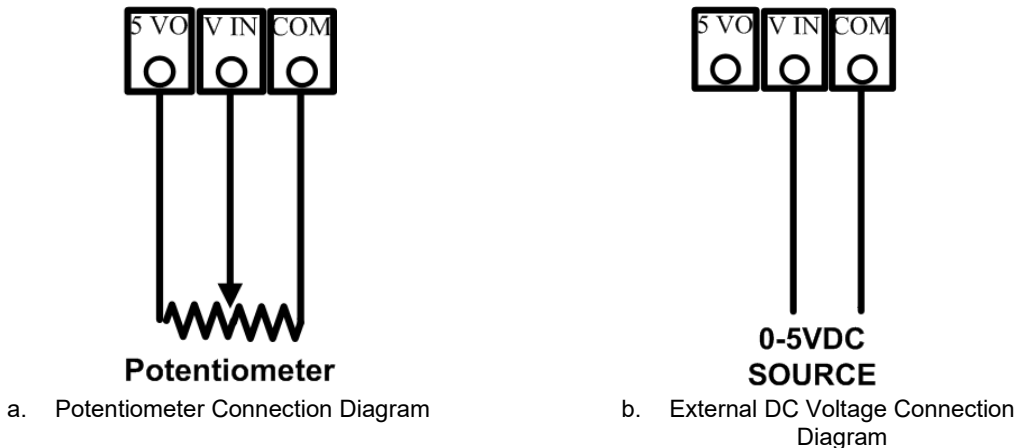 5 VO V IN COM
Potentiometer
a. Potentiometer Connection Diagram
5 VO V IN COM
0-5VDC
SOURCE
b. External DC Voltage Connection
Diagram